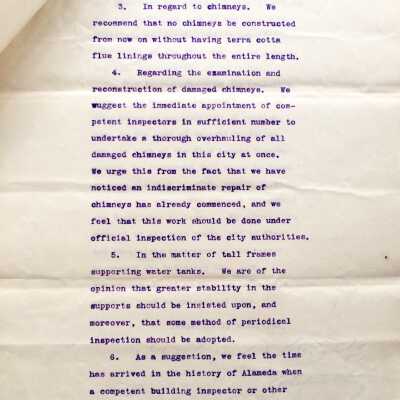 3. In regard to chimneys. We
recommend that no chimney be constructed
from now on without having terra cotta
flue linings throughout the entire length.
4. Regarding the examination and
reconstruction of damaged chimneys. We
suggest the immediate appointment of com-
petent inspectors in sufficient number to
undertake a thorough overhauling of all
damaged chimneys in this city at once.
We urge this from the fact that we have
noticed an indiscriminate repair of
chimneys has already commenced, and we
feel that this work should be done under
official inspection of the city authorities.
5. In the matter of tall frames
supporting water tanks. We are of the
opinion that greater stability in the
supports should be insisted upon, and
moreover, that some method of periodical
inspection should be adopted.
6. As a suggestion, we feel the time
has arrived in the history of Alameda when
a competent building inspector or other